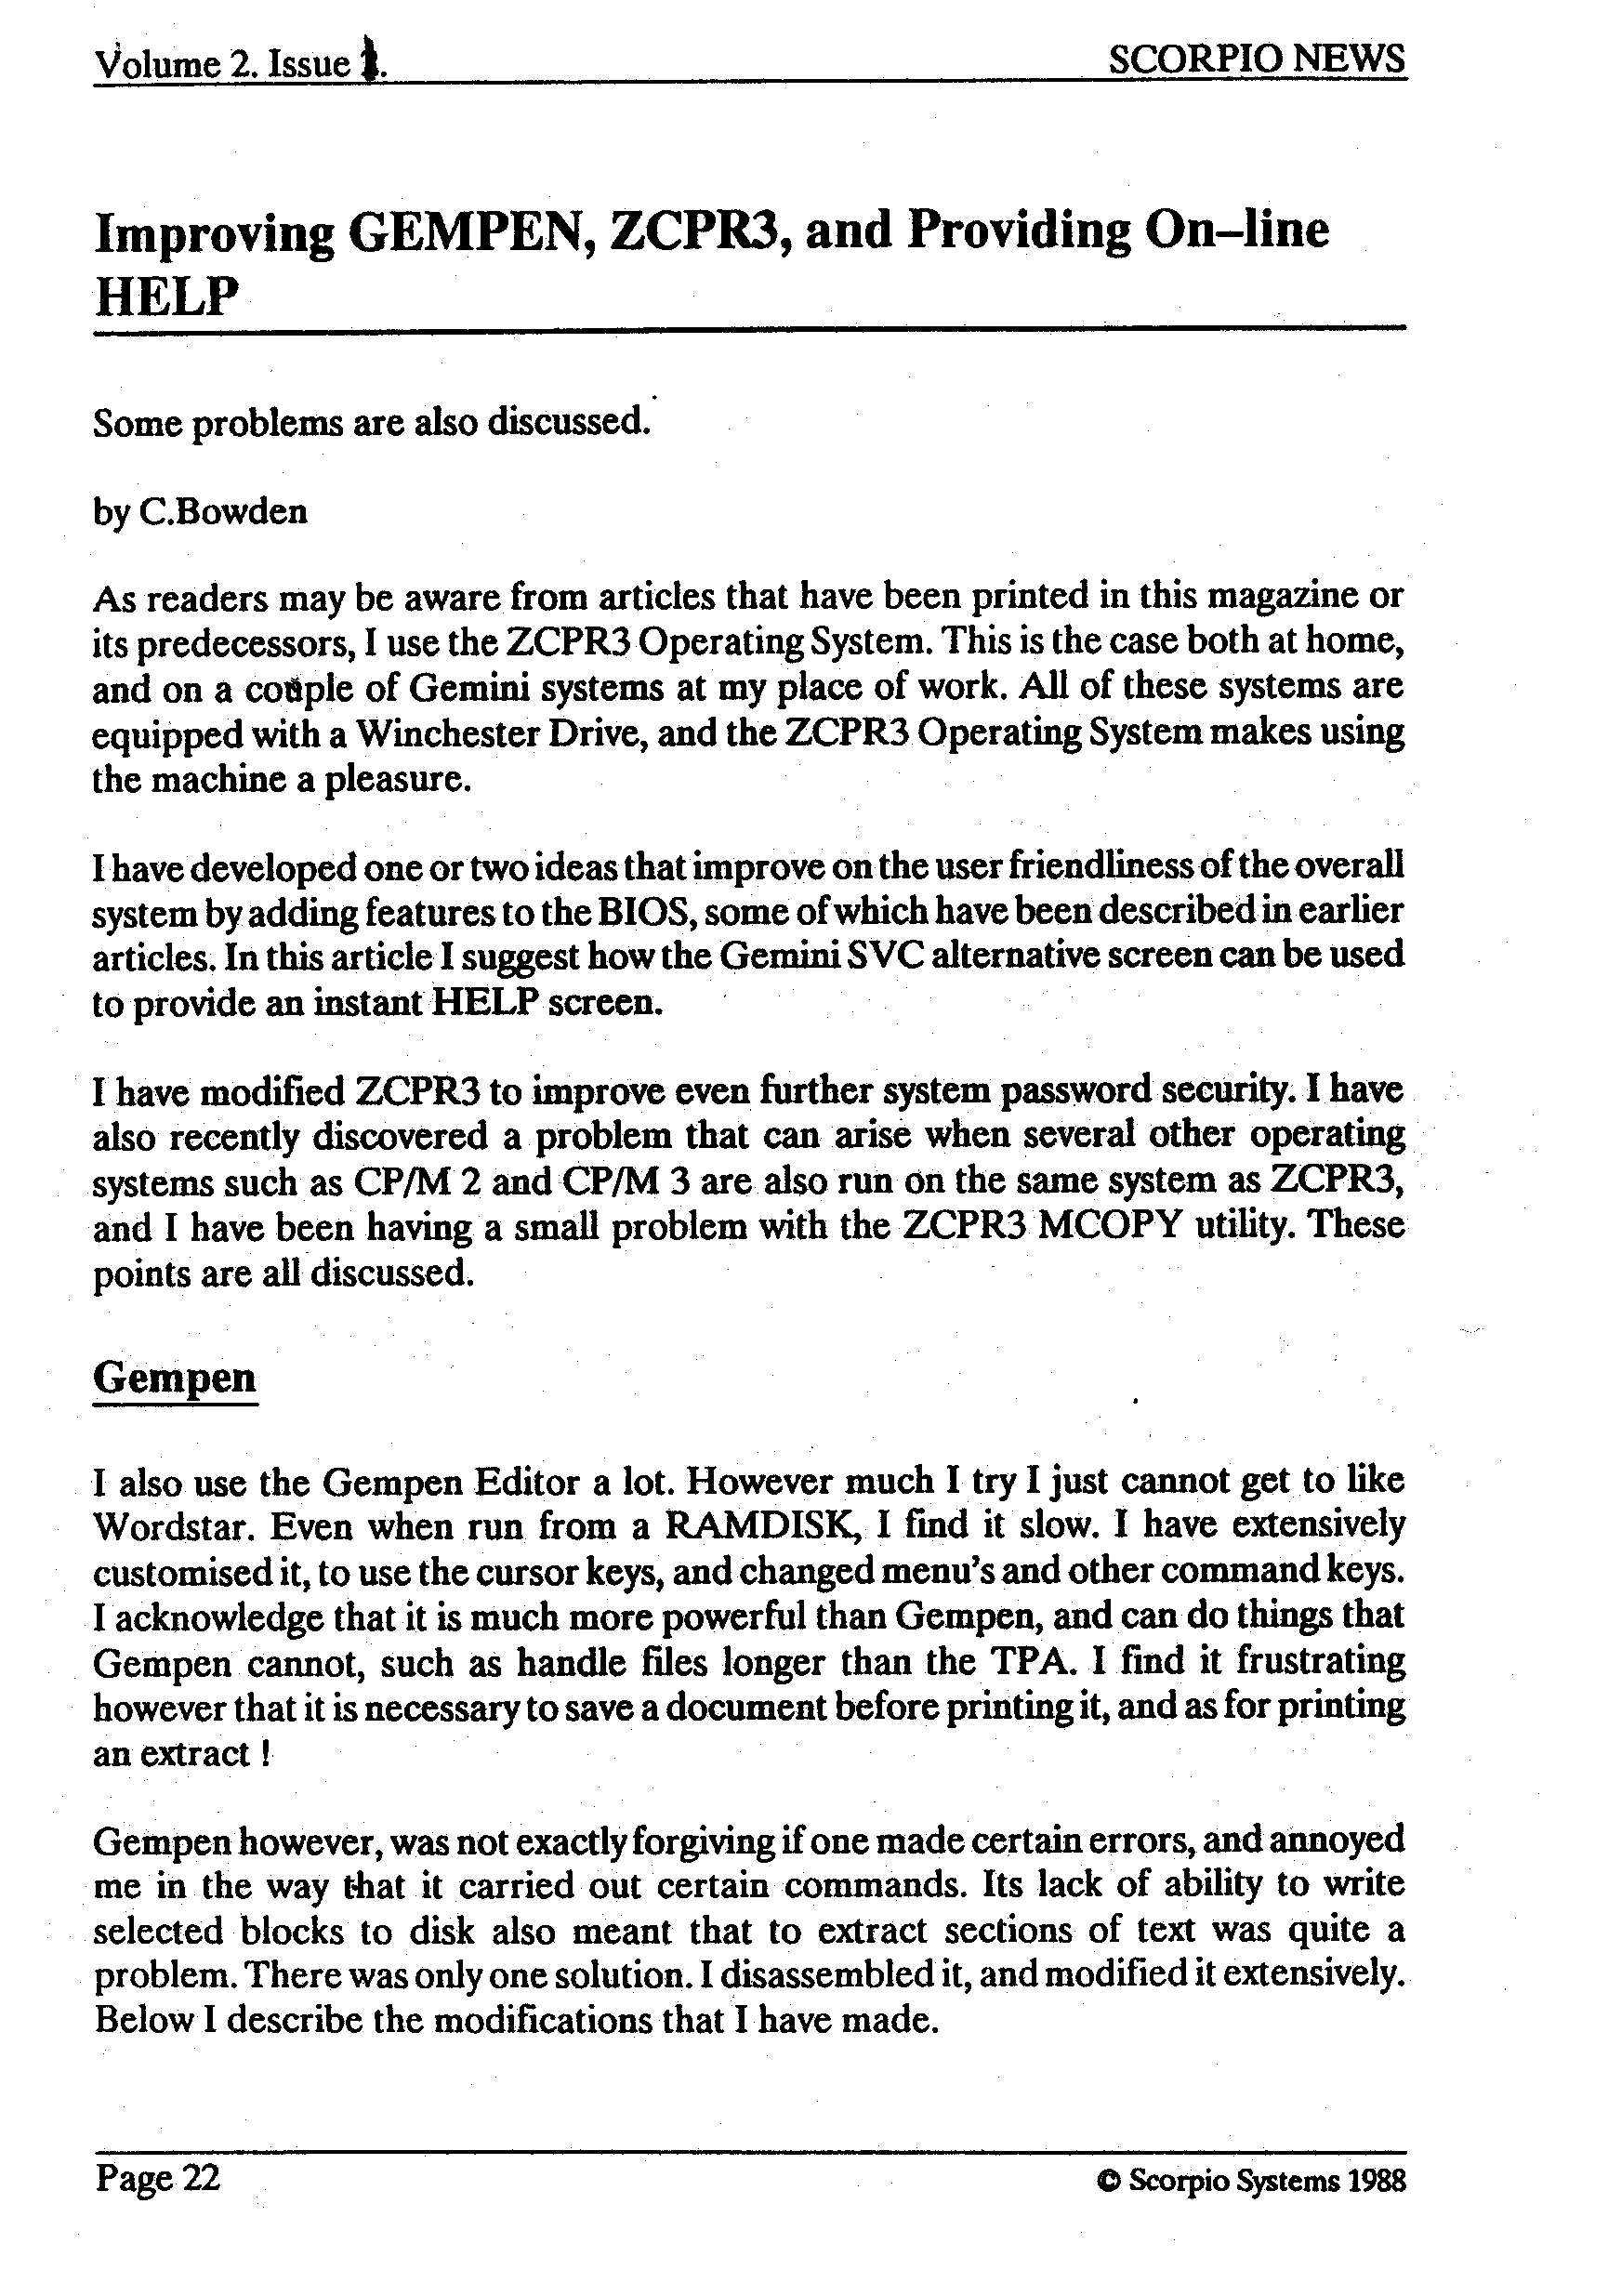 Volume 2. Issue 1.
SCORPIO NEWS
Improving GEMPEN, ZCPR3, and Providing On–line
HELP
Some problems are also discussed.
by C.Bowden
As readers may be aware from articles that have been printed in this magazine or
its predecessors, I use the ZCPR3 Operating System. This is the case both at home,
and on a couple of Gemini systems at my place of work. All of these systems are
equipped with a Winchester Drive, and the ZCPR3 Operating System makes using
the machine a pleasure.
I have developed one or two ideas that improve on the user friendliness of the overall
system by adding features to the BIOS, some of which have been described in earlier
articles. In this article I suggest how the Gemini SVC alternative screen can be used
to provide an instant HELP screen.
I have modified ZCPR3 to improve even further system password security. I have
also recently discovered a problem that can arise when several other operating
systems such as CP/M 2 and CP/M 3 are also run on the same system as ZCPR3,
and I have been having a small problem with the ZCPR3 MCOPY utility. These
points are all discussed.
Gempen
I also use the Gempen Editor a lot. However much I try I just cannot get to like
Wordstar. Even when run from a RAMDISK, I find it slow. I have extensively
customised it, to use the cursor keys, and changed menu's and other command keys.
I acknowledge that it is much more powerful than Gempen, and can do things that
Gempen cannot, such as handle files longer than the TPA. I find it frustrating
however that it is necessary to save a document before printing it, and as for printing
an extract !
Gempen however, was not exactly forgiving if one made certain errors, and annoyed
me in the way that it carried out certain commands. Its lack of ability to write
selected blocks to disk also meant that to extract sections of text was quite a
problem. There was only one solution. I disassembled it, and modified it extensively.
Below I describe the modifications that I have made.
Page 22
© Scorpio Systems 1988